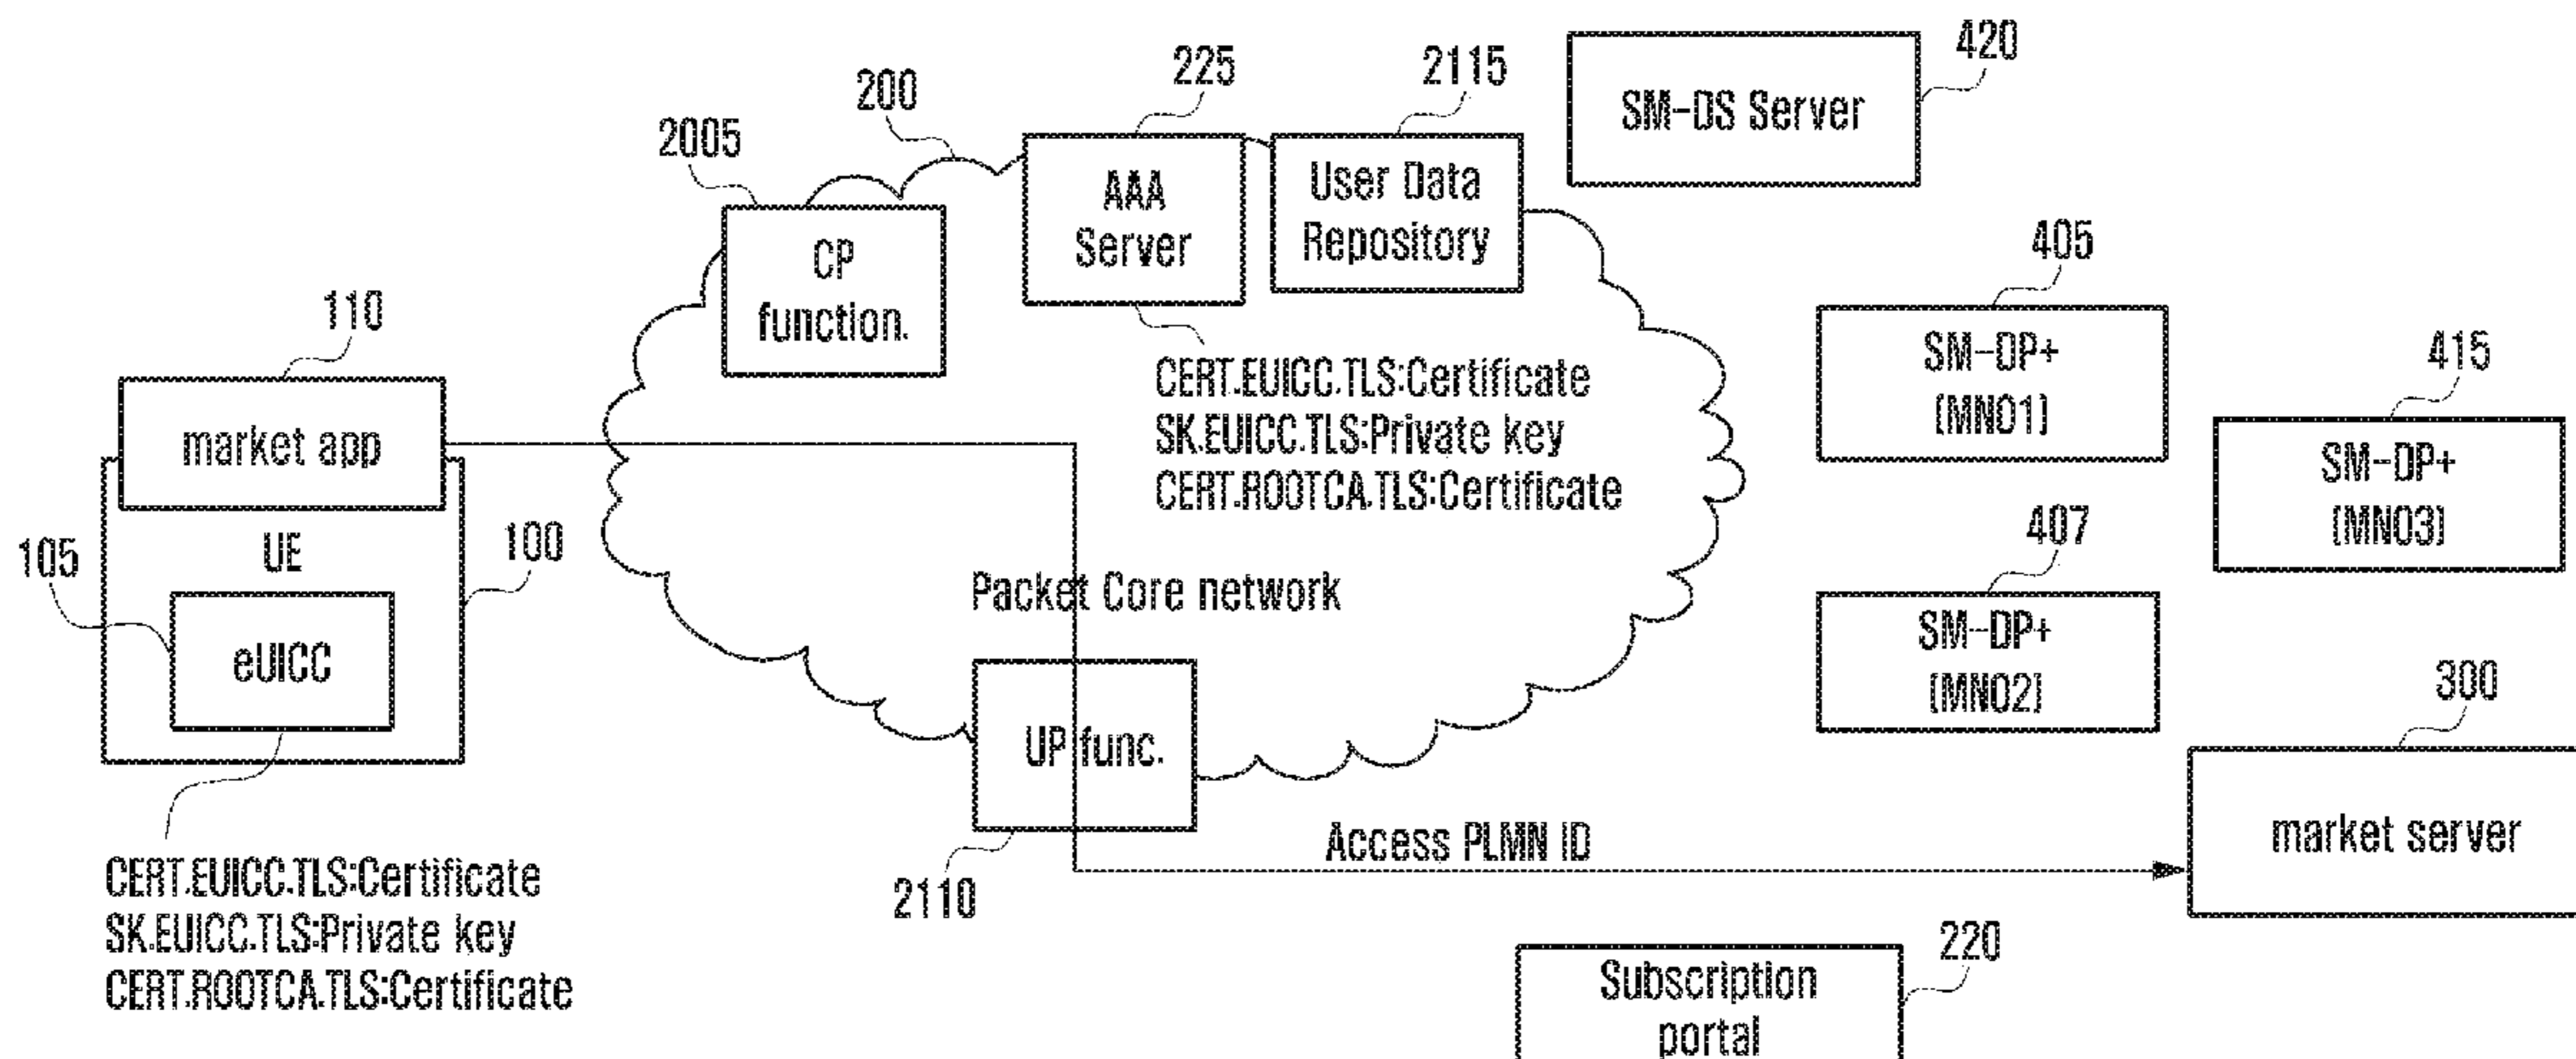 420
225
2115
SM-DS Server
200
2005
AAA
Server
User Data
Repository
405
CP
function.
SM-DP+
(MNO1)
415
110
CERT.EUICC.TLS:Certificate
SK.EUICC.TLS:Private key
CERT.ROOTCA.TLS:Certificate
market app
SM-DP+
(MNO3)
407
105
UE
100
Packet Core network
SM-DP+
(MNO2)
eUICC
300
UP func.
Access PLMN ID
market server
2110
CERT.EUICC.TLS:Certificate
SK.EUICC.TLS:Private key
CERT.ROOTCA.TLS:Certificate
220
Subscription
portal